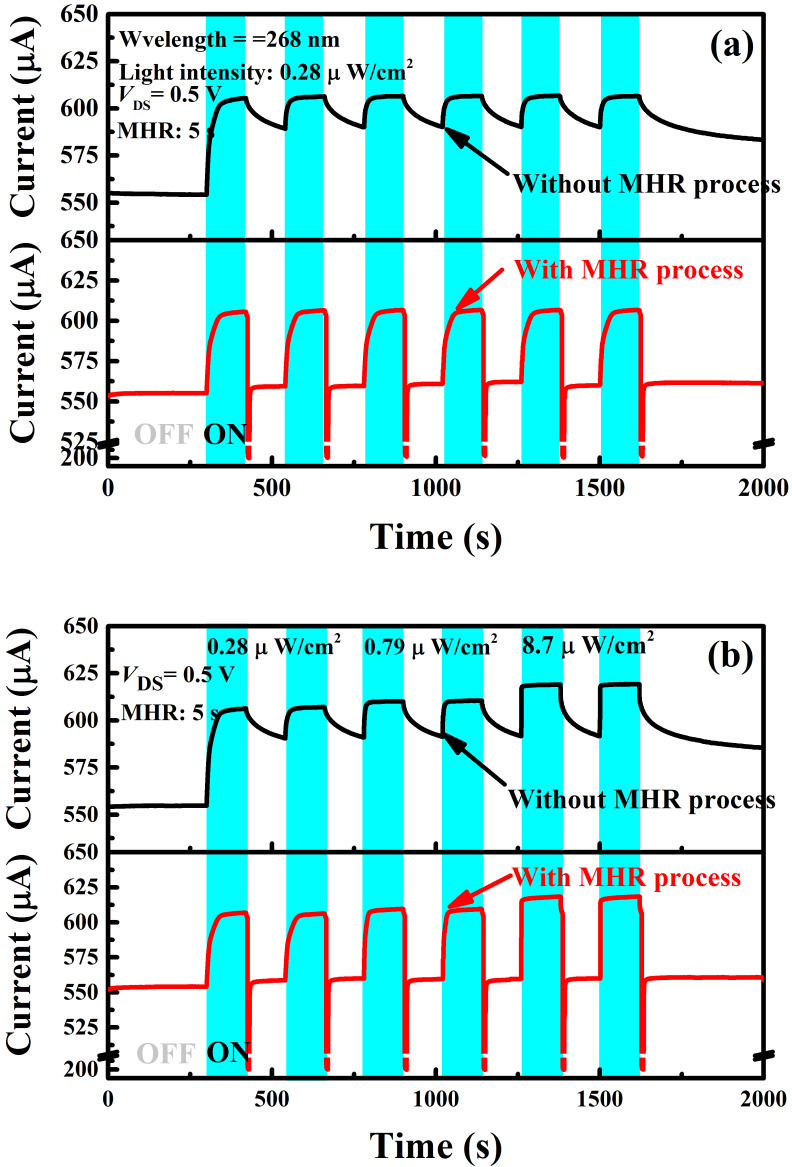 650
(a)
Wvelength = =268 nm
625
Light intensity: 0.28 μ W/cm²
600
V_DS = 0.5 V
MHR: 5 s
575
Without MHR process
550
Current (μA)
650
625
With MHR process
600
575
550
525
OFF ON
200
Current (μA)
0 500 1000 1500 2000
Time (s)
650
0.28 μ W/cm² 0.79 μ W/cm² 8.7 μ W/cm²
(b)
625
V_DS= 0.5 V
MHR: 5 s
600
575
Without MHR process
550
Current (μA)
650
With MHR process
625
600
575
550
525
OFF ON
200
Current (μA)
0 500 1000 1500 2000
Time (s)